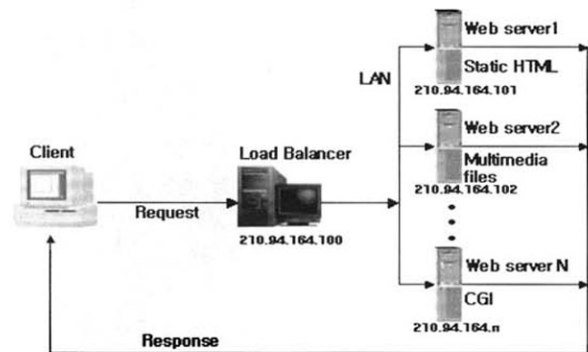 Client
Request
Load Balancer
210.94.164.100
LAN
Web server1
Static HTML
210.94.164.101
Web server2
Multimedia
files
210.94.164.102
Web server N
CGI
210.94.164.n
Response